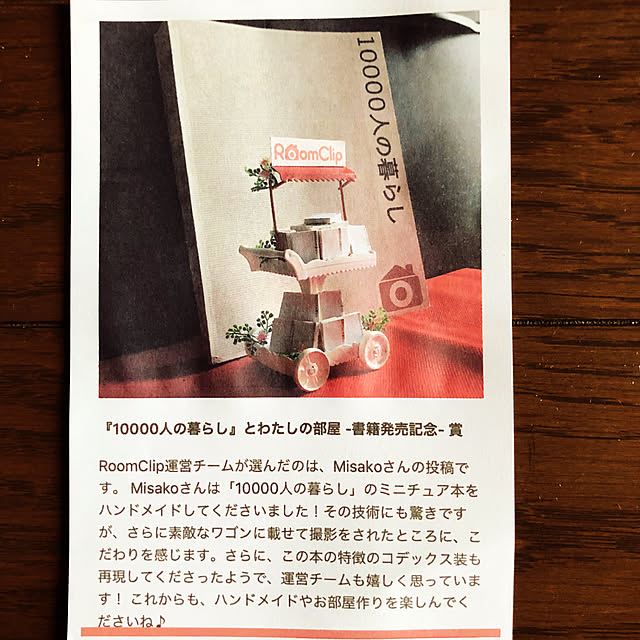 10000人の暮らし
RoomClip
『10000人の暮らし』とわたしの部屋 -書籍発売記念- 賞
RoomClip運営チームが選んだのは、Misakoさんの投稿で
す。 Misakoさんは「10000人の暮らし」のミニチュア本を
ハンドメイドしてくださいました！その技術にも驚きです
が、さらに素敵なワゴンに載せて撮影をされたところに、こ
だわりを感じます。さらに、この本の特徴のコデックス装も
再現してくださったようで、運営チームも嬉しく思っていま
す！ これからも、ハンドメイドやお部屋作りを楽しんでく
ださいね♪